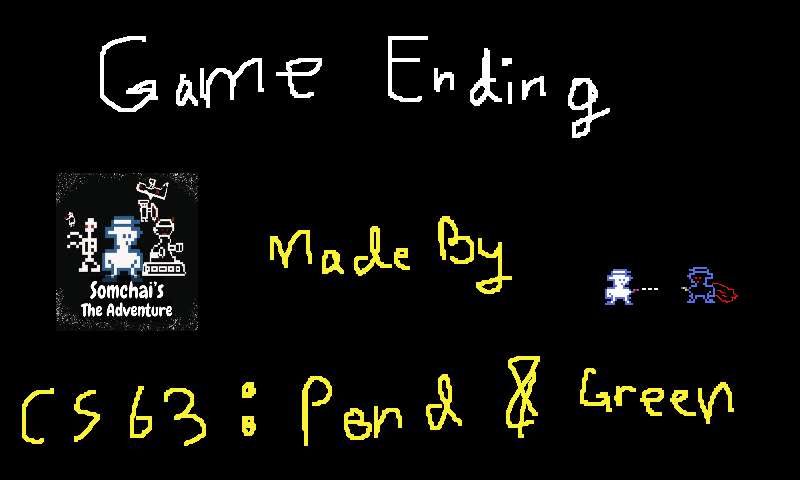 Game Ending
Somchai's
The Adventure
Made By
CS63 : Pond & Green